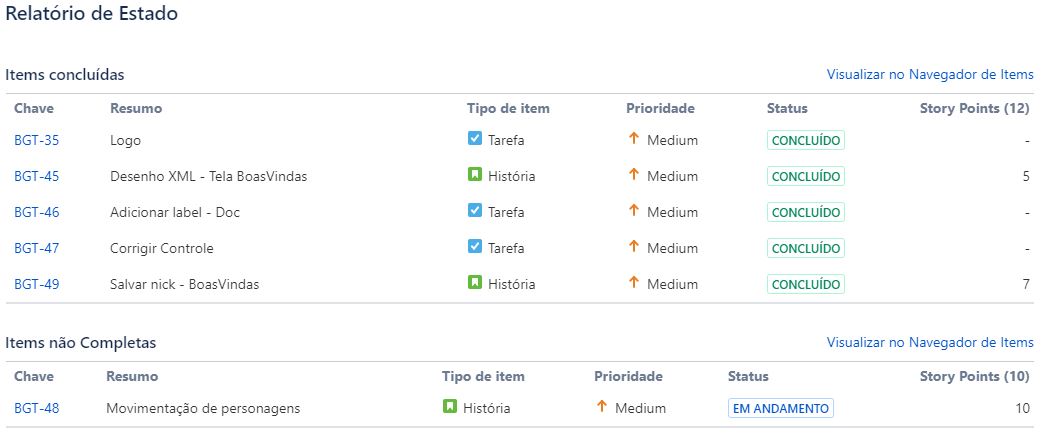 Relatório de Estado
Items concluídas Visualizar no Navegador de Items
Chave Resumo Tipo de item Prioridade Status Story Points (12)
BGT-35 Logo Tarefa Medium CONCLUÍDO -
BGT-45 Desenho XML - Tela BoasVindas História Medium CONCLUÍDO 5
BGT-46 Adicionar label - Doc Tarefa Medium CONCLUÍDO -
BGT-47 Corrigir Controle Tarefa Medium CONCLUÍDO -
BGT-49 Salvar nick - BoasVindas História Medium CONCLUÍDO 7
Items não Completas Visualizar no Navegador de Items
Chave Resumo Tipo de item Prioridade Status Story Points (10)
BGT-48 Movimentação de personagens História Medium EM ANDAMENTO 10